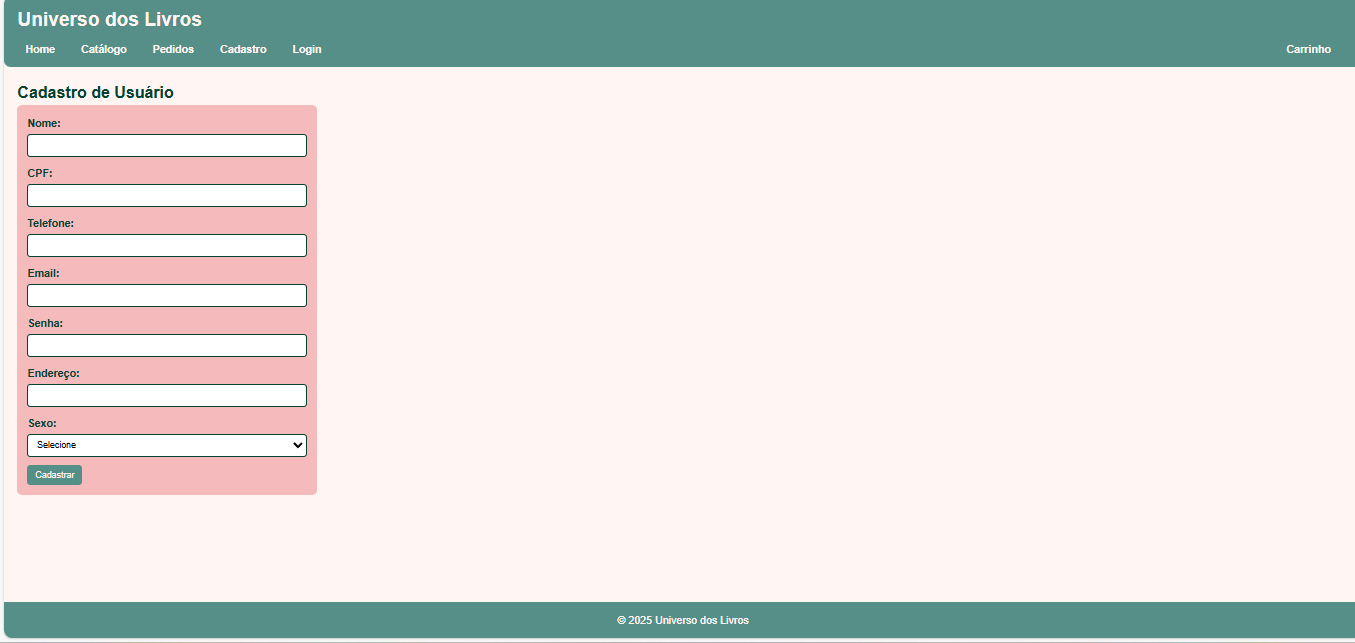 Universo dos Livros
Home Catálogo Pedidos Cadastro Login Carrinho
Cadastro de Usuário
Nome:
CPF:
Telefone:
Email:
Senha:
Endereço:
Sexo:
Selecione
Cadastrar
© 2025 Universo dos Livros